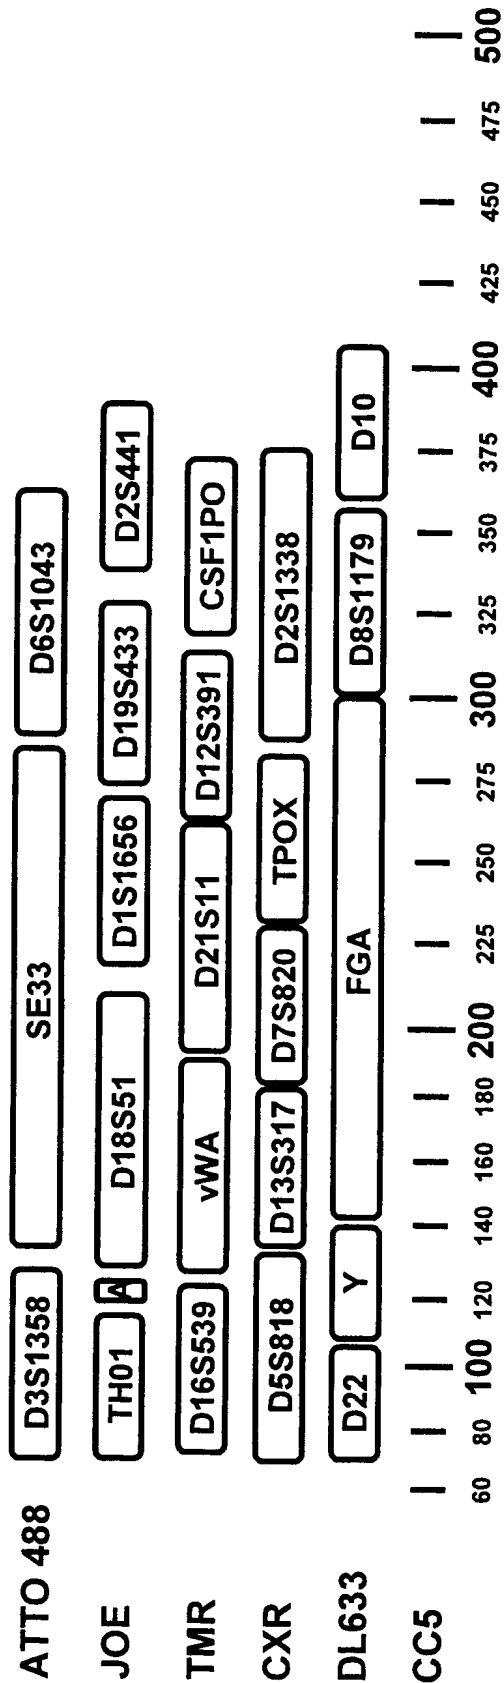 ATTO 488 D3S1358 SE33 D6S1043
JOE TH01 A D18S51 D1S1656 D19S433 D2S441
TMR D16S539 vWA D21S11 D12S391 CSF1PO
CXR D5S818 D13S317 D7S820 TPOX D2S1338
DL633 D22 Y FGA D8S1179 D10
CC5
60 80 100 120 140 160 180 200 225 250 275 300 325 350 375 400 425 450 475 500